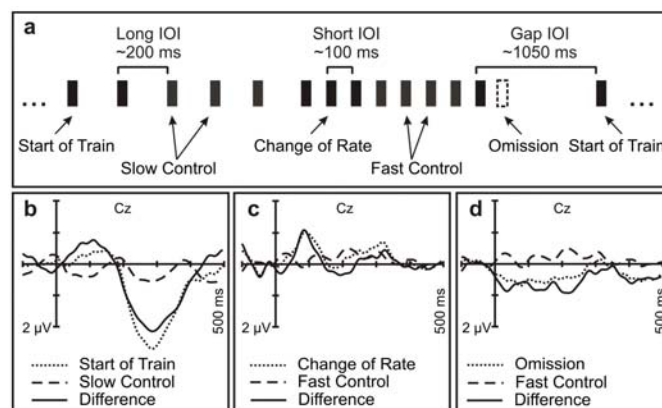 a
Long IOI
~200 ms
Short IOI
~100 ms
Gap IOI
~1050 ms
... ...
Start of Train
Slow Control
Change of Rate
Fast Control
Omission
Start of Train
b
Cz
2 µV
500 ms
Start of Train
Slow Control
Difference
c
Cz
2 µV
500 ms
Change of Rate
Fast Control
Difference
d
Cz
2 µV
500 ms
Omission
Fast Control
Difference